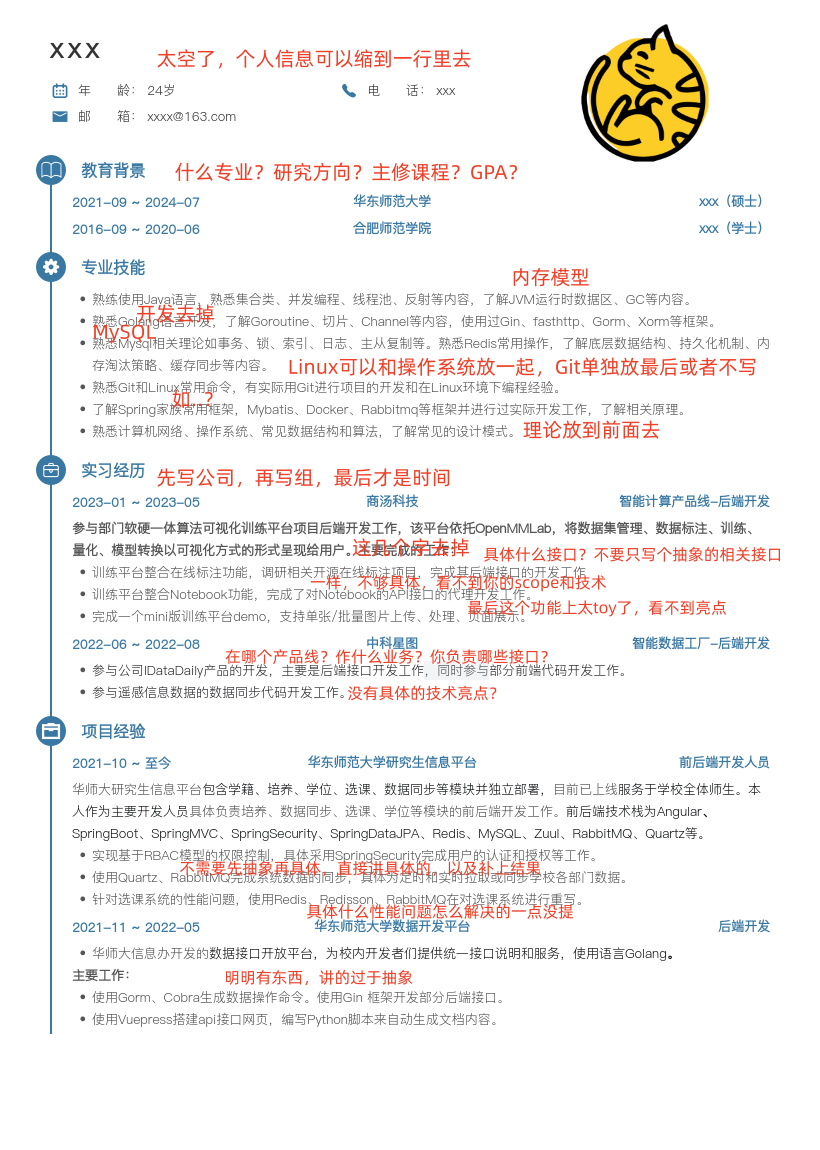 xxx
太空了，个人信息可以缩到一行里去
年 龄： 24岁 电 话： xxx
邮 箱： xxxx@163.com
教育背景 什么专业？研究方向？主修课程？GPA？
2021-09 ~ 2024-07 华东师范大学 xxx（硕士）
2016-09 ~ 2020-06 合肥师范学院 xxx（学士）
专业技能
内存模型
熟练使用Java语言，熟悉集合类、并发编程、线程池、反射等内容，了解JVM运行时数据区、GC等内容。
开发去掉
熟悉Golang语言开发，了解Goroutine、切片、Channel等内容，使用过Gin、fasthttp、Gorm、Xorm等框架。
MySQL
熟悉Mysql相关理论如事务、锁、索引、日志、主从复制等。熟悉Redis常用操作，了解底层数据结构、持久化机制、内
存淘汰策略、缓存同步等内容。 Linux可以和操作系统放一起，Git单独放最后或者不写
熟悉Git和Linux常用命令，有实际用Git进行项目的开发和在Linux环境下编程经验。
如...？
了解Spring家族常用框架，Mybatis、Docker、Rabbitmq等框架并进行过实际开发工作，了解相关原理。
熟悉计算机网络、操作系统、常见数据结构和算法，了解常见的设计模式。 理论放到前面去
实习经历 先写公司，再写组，最后才是时间
2023-01 ~ 2023-05 商汤科技 智能计算产品线-后端开发
参与部门软硬一体算法可视化训练平台项目后端开发工作，该平台依托OpenMMLab，将数据集管理、数据标注、训练、
量化、模型转换以可视化方式的形式呈现给用户。主要完成的工作：
这几个字去掉 具体什么接口？不要只写个抽象的相关接口
训练平台整合在线标注功能，调研相关开源在线标注项目，完成其后端接口的开发工作
一样，不够具体，看不到你的scope和技术
训练平台整合Notebook功能，完成了对Notebook的API接口的代理开发工作。
最后这个功能上太toy了，看不到亮点
完成一个mini版训练平台demo，支持单张/批量图片上传、处理、页面展示。
2022-06 ~ 2022-08 中科星图 智能数据工厂-后端开发
在哪个产品线？作什么业务？你负责哪些接口？
参与公司IDataDaily产品的开发，主要是后端接口开发工作，同时参与部分前端代码开发工作。
参与遥感信息数据的数据同步代码开发工作。 没有具体的技术亮点？
项目经验
2021-10 ~ 至今 华东师范大学研究生信息平台 前后端开发人员
华师大研究生信息平台包含学籍、培养、学位、选课、数据同步等模块并独立部署，目前已上线服务于学校全体师生。本
人作为主要开发人员具体负责培养、数据同步、选课、学位等模块的前后端开发工作。前后端技术栈为Angular、
SpringBoot、SpringMVC、SpringSecurity、SpringDataJPA、Redis、MySQL、Zuul、RabbitMQ、Quartz等。
实现基于RBAC模型的权限控制，具体采用SpringSecurity完成用户的认证和授权等工作。
不需要先抽象再具体，直接讲具体的，以及补上结果
使用Quartz、RabbitMQ完成系统数据的同步，具体为定时和实时拉取或同步学校各部门数据。
针对选课系统的性能问题，使用Redis、Redisson、RabbitMQ在对选课系统进行重写。
具体什么性能问题怎么解决的一点没提
2021-11 ~ 2022-05 华东师范大学数据开发平台 后端开发
华师大信息办开发的数据接口开放平台，为校内开发者们提供统一接口说明和服务，使用语言Golang。
主要工作： 明明有东西，讲的过于抽象
使用Gorm、Cobra生成数据操作命令。使用Gin 框架开发部分后端接口。
使用Vuepress搭建api接口网页，编写Python脚本来自动生成文档内容。